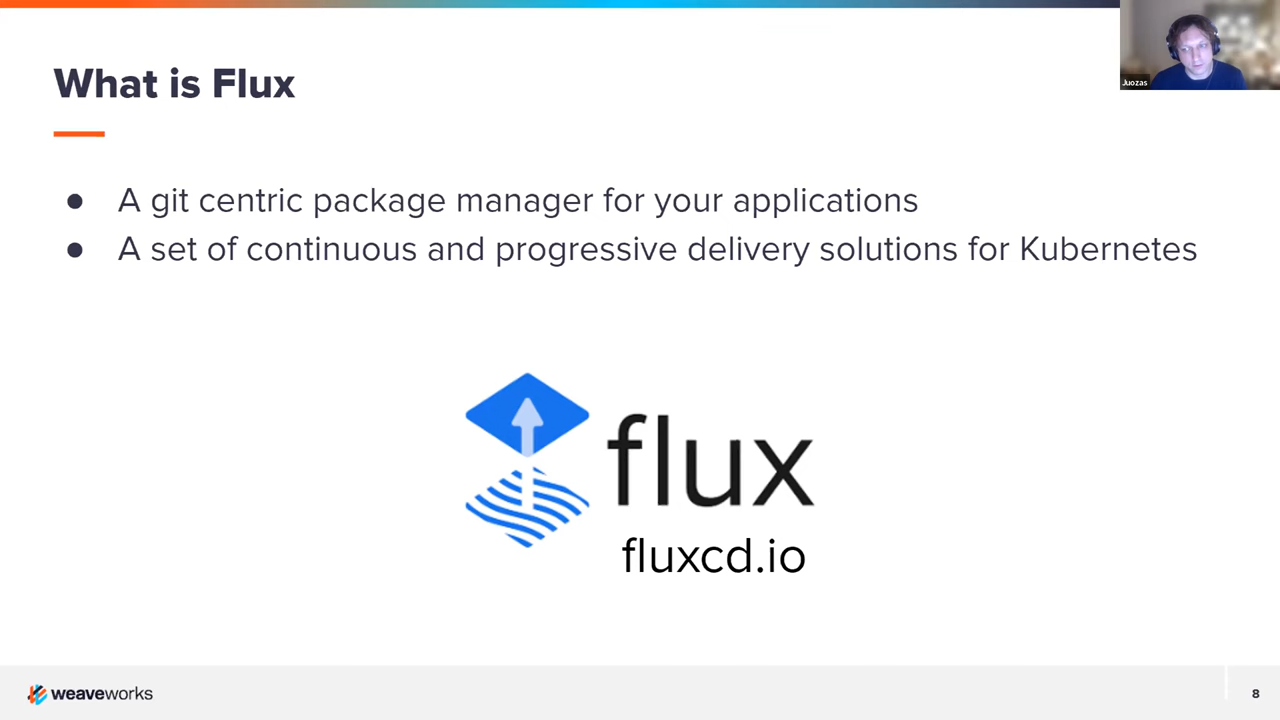 What is Flux
Juozas
● A git centric package manager for your applications
● A set of continuous and progressive delivery solutions for Kubernetes
flux
fluxcd.io
weaveworks
8